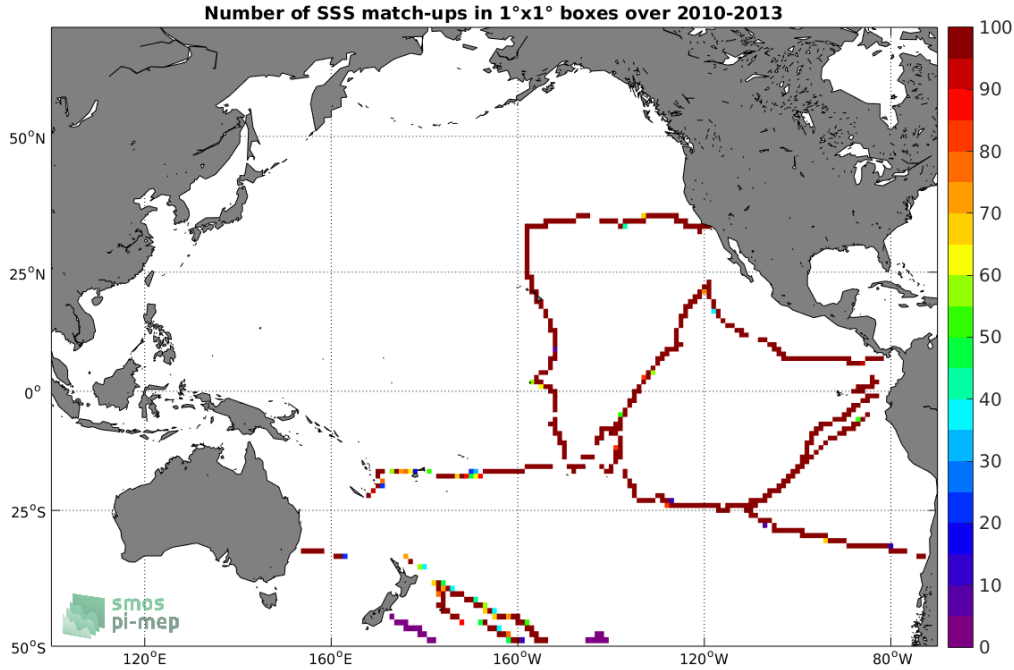 Number of SSS match-ups in 1°x1° boxes over 2010-2013
100
90
80
70
60
50
40
30
20
10
0
50°N
25°N
0°
25°S
50°S
120°E
160°E
160°W
120°W
80°W
smos
pi-mep